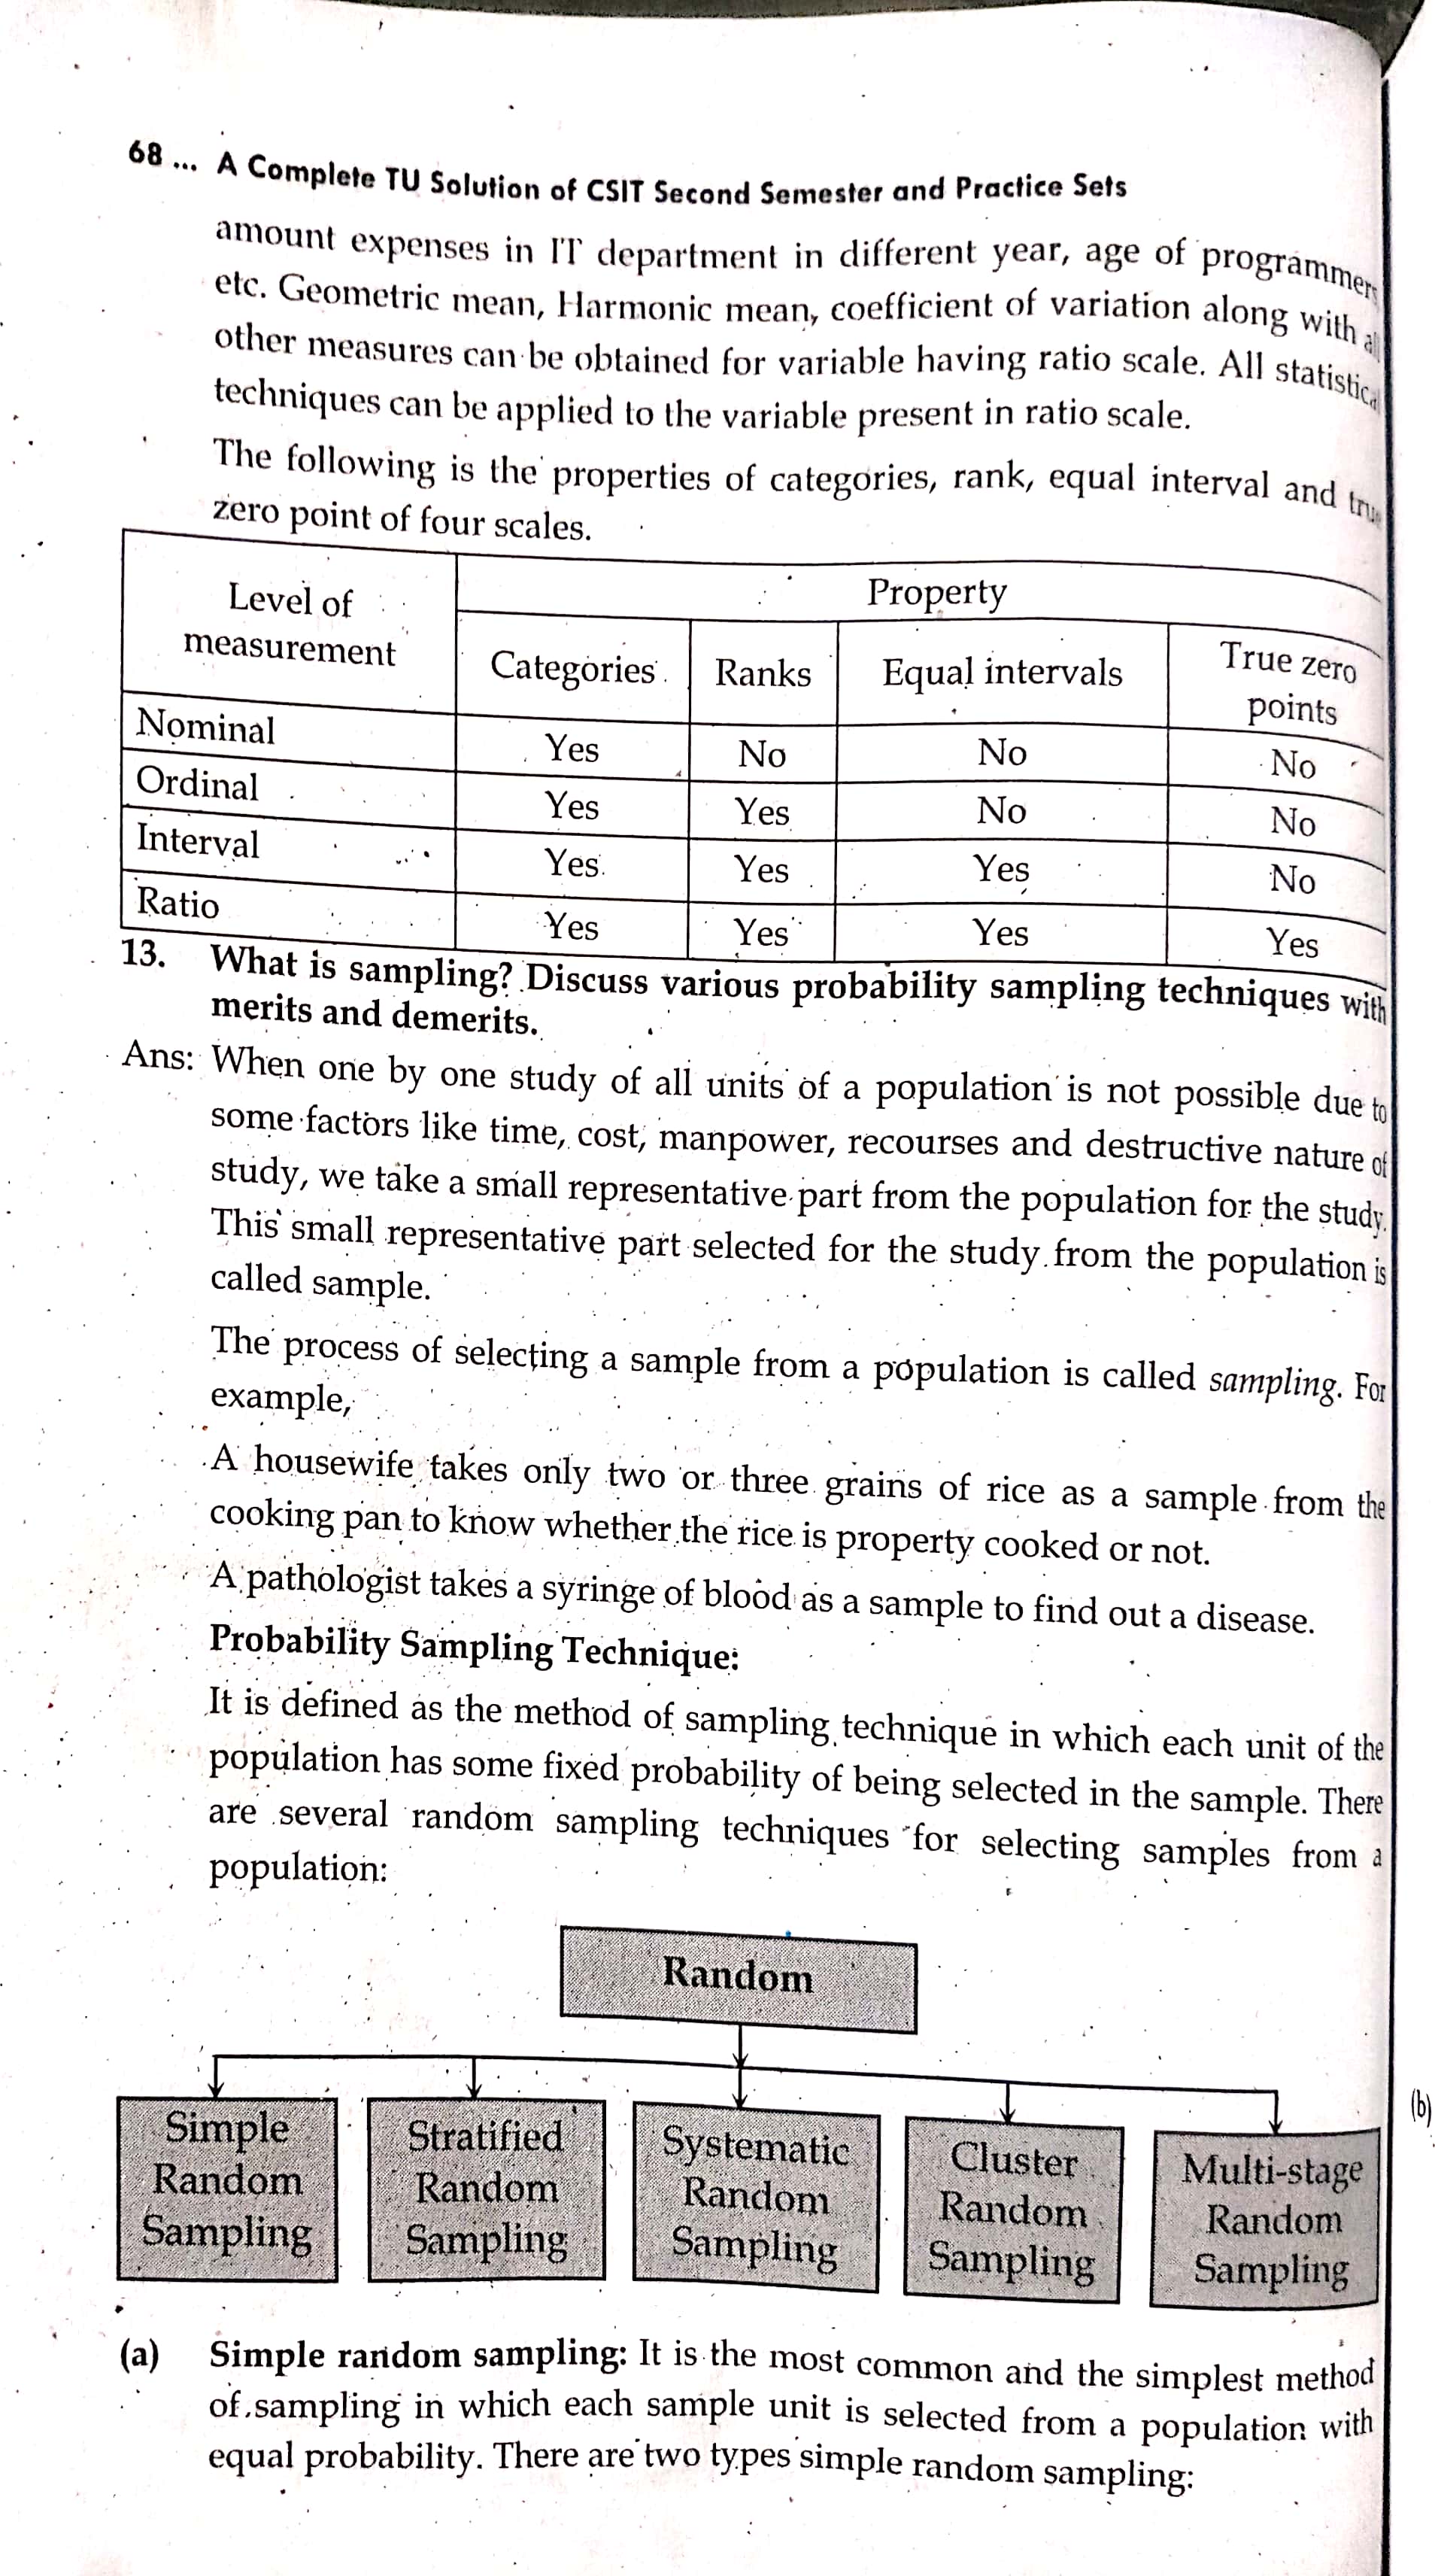 68 ... A Complete TU Solution of CSIT Second Semester and Practice Sets
amount expenses in IT department in different year, age of programmers
etc. Geometric mean, Harmonic mean, coefficient of variation along with al
other measures can be obtained for variable having ratio scale. All statistica
techniques can be applied to the variable present in ratio scale.
The following is the properties of categories, rank, equal interval and true
zero point of four scales.
Level of measurement
Property
Categories Ranks Equal intervals True zero points
Nominal Yes No No No
Ordinal Yes Yes No No
Interval Yes Yes Yes No
Ratio Yes Yes Yes Yes
13. What is sampling? Discuss various probability sampling techniques with
merits and demerits.
Ans: When one by one study of all units of a population is not possible due to
some factors like time, cost, manpower, recourses and destructive nature of
study, we take a small representative part from the population for the study.
This small representative part selected for the study from the population is
called sample.
The process of selecting a sample from a population is called sampling. For
example,
A housewife takes only two or three grains of rice as a sample from the
cooking pan to know whether the rice is property cooked or not.
A pathologist takes a syringe of blood as a sample to find out a disease.
Probability Sampling Technique:
It is defined as the method of sampling technique in which each unit of the
population has some fixed probability of being selected in the sample. There
are several random sampling techniques for selecting samples from a
population:
Random
Simple Random Sampling
Stratified Random Sampling
Systematic Random Sampling
Cluster Random Sampling
Multi-stage Random Sampling
(b)
(a) Simple random sampling: It is the most common and the simplest method
of sampling in which each sample unit is selected from a population with
equal probability. There are two types simple random sampling: